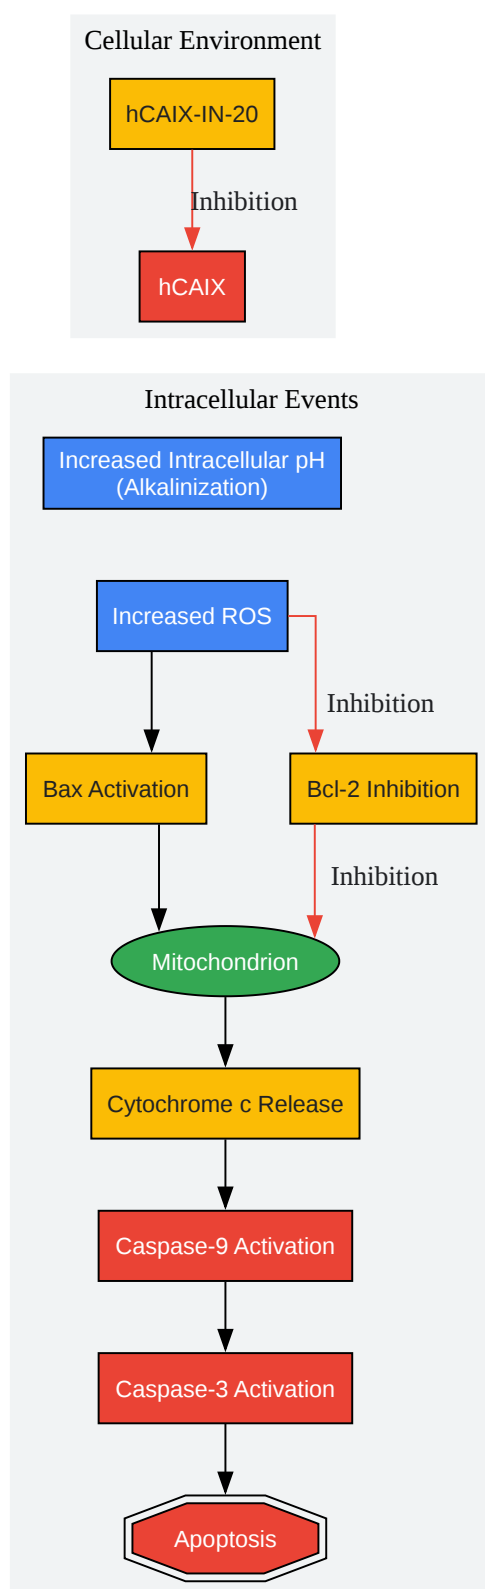 Cellular Environment
hCAIX-IN-20
Inhibition
hCAIX
Intracellular Events
Increased Intracellular pH
(Alkalinization)
Increased ROS
Inhibition
Bax Activation
Bcl-2 Inhibition
Inhibition
Mitochondrion
Cytochrome c Release
Caspase-9 Activation
Caspase-3 Activation
Apoptosis